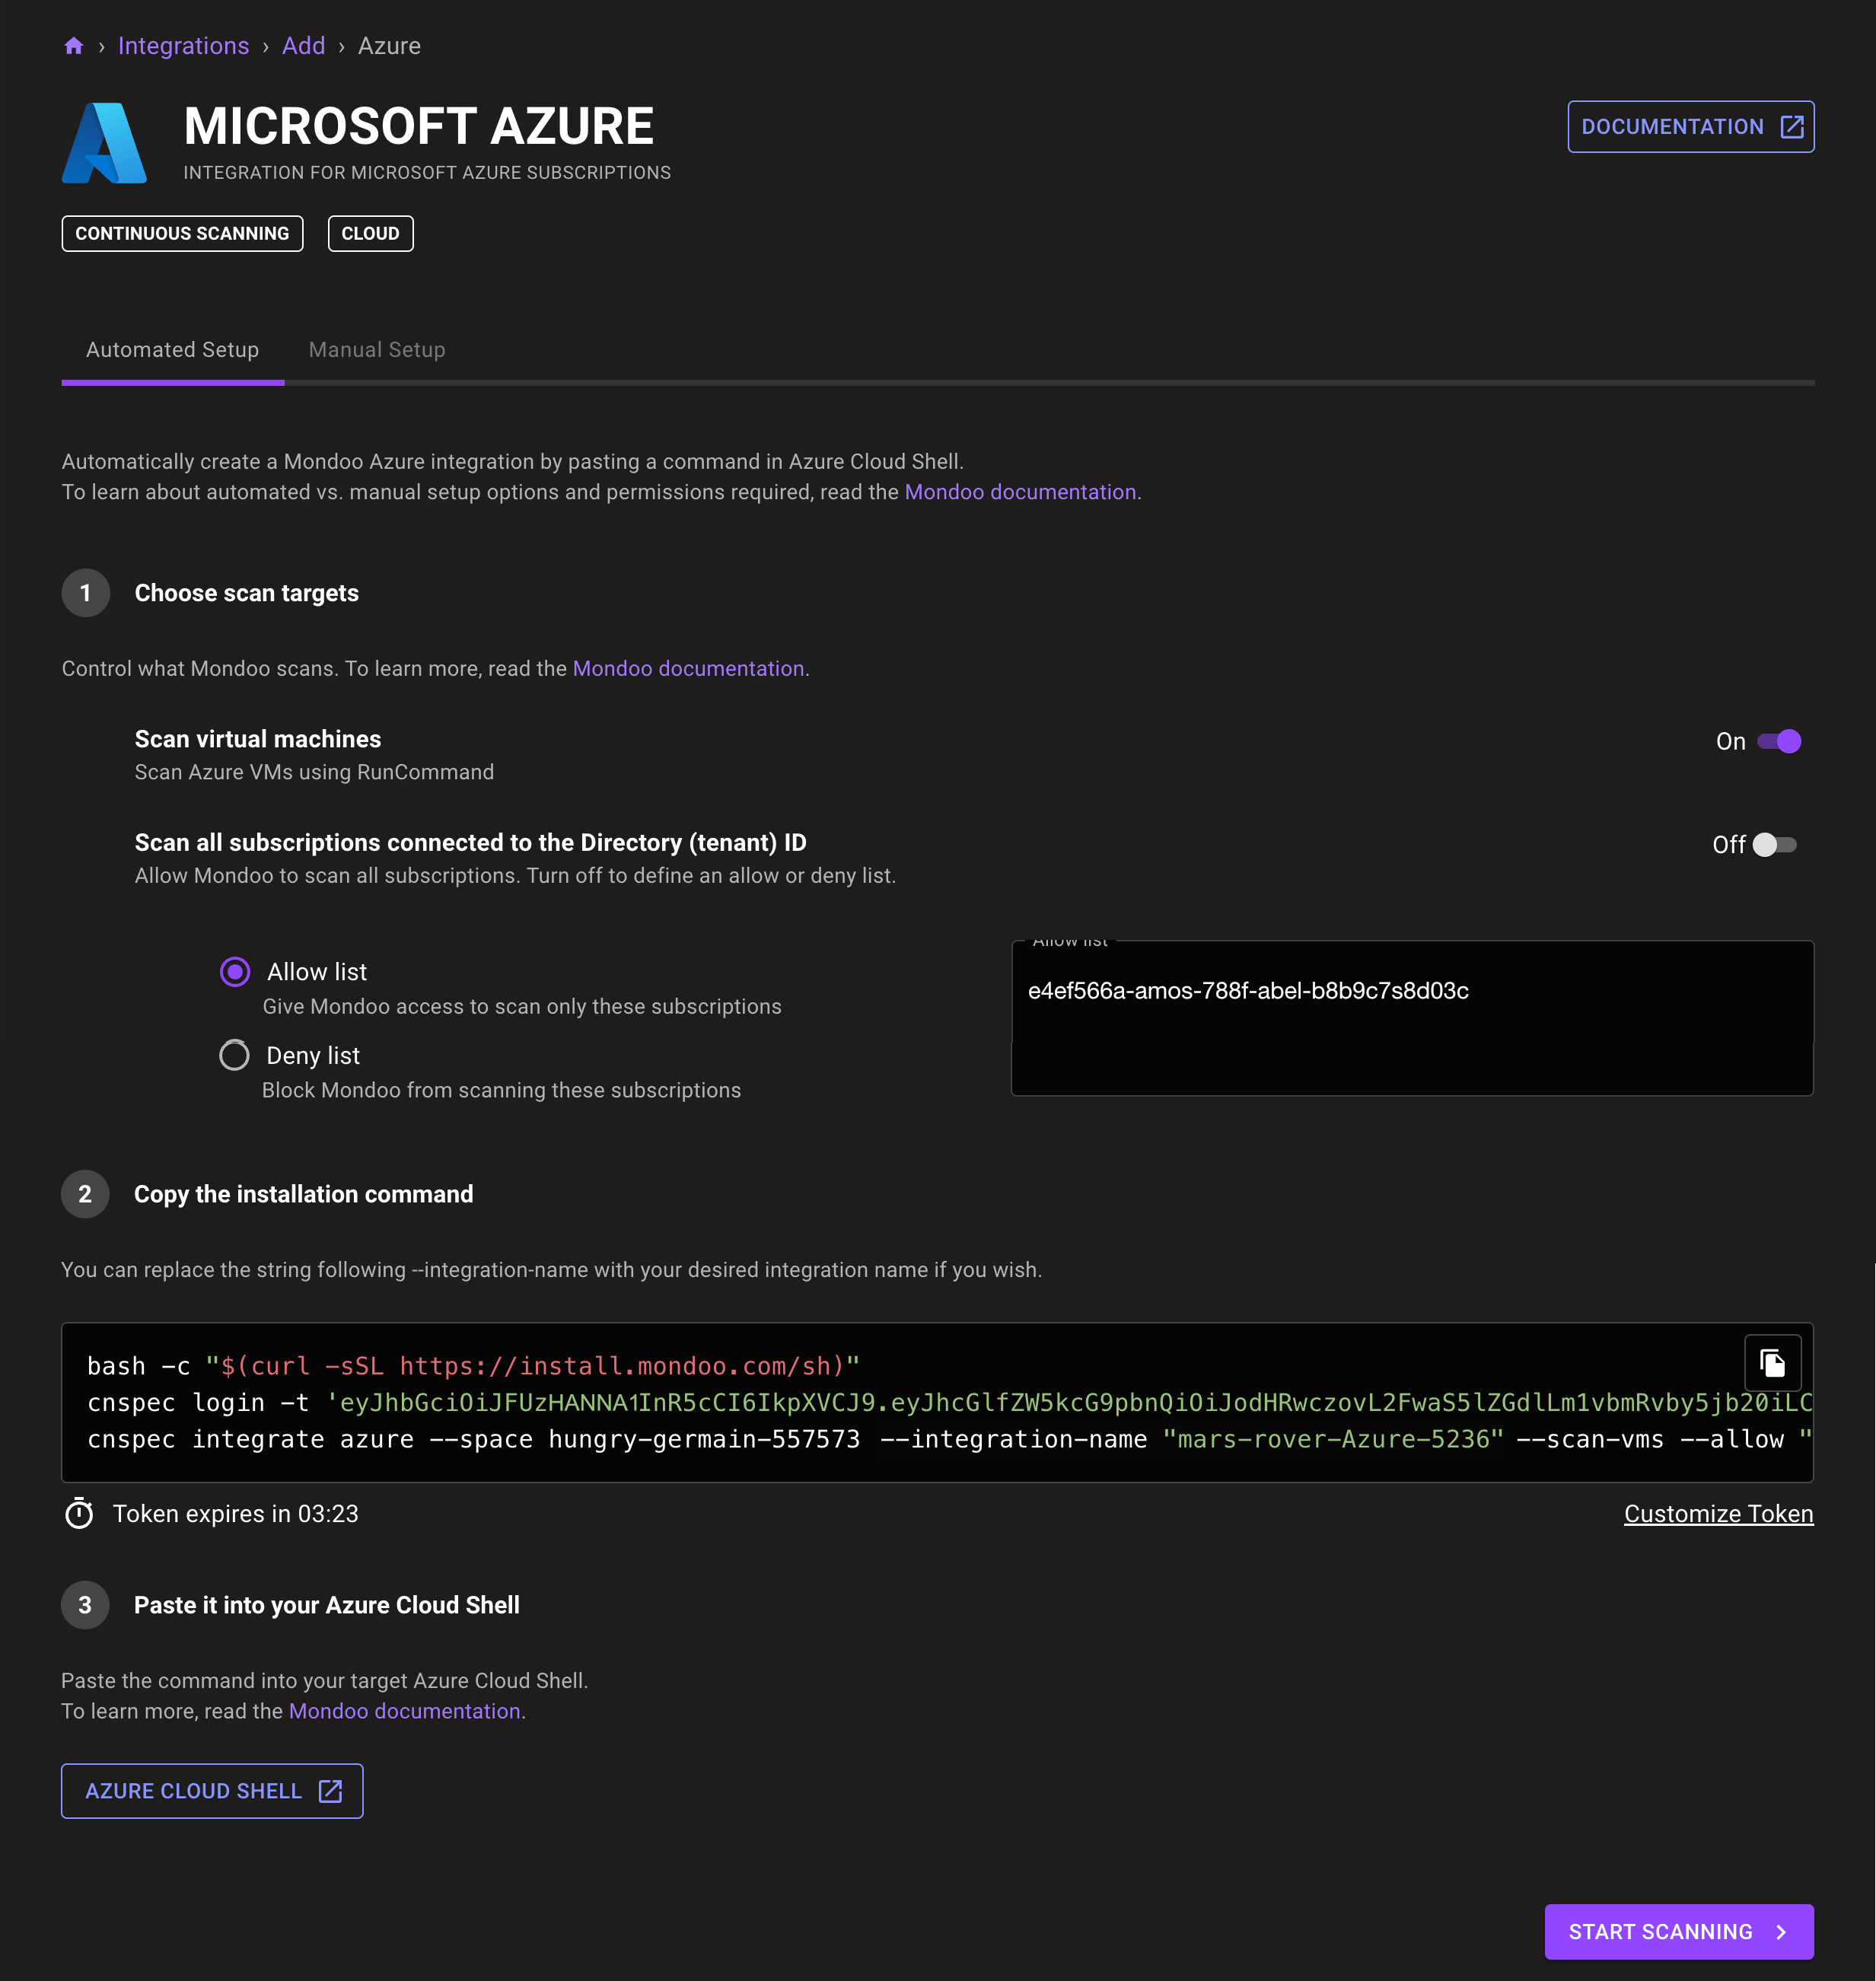 › Integrations › Add › Azure
MICROSOFT AZURE
INTEGRATION FOR MICROSOFT AZURE SUBSCRIPTIONS
DOCUMENTATION
CONTINUOUS SCANNING
CLOUD
Automated Setup
Manual Setup
Automatically create a Mondoo Azure integration by pasting a command in Azure Cloud Shell.
To learn about automated vs. manual setup options and permissions required, read the Mondoo documentation.
1
Choose scan targets
Control what Mondoo scans. To learn more, read the Mondoo documentation.
Scan virtual machines
On
Scan Azure VMs using RunCommand
Scan all subscriptions connected to the Directory (tenant) ID
Off
Allow Mondoo to scan all subscriptions. Turn off to define an allow or deny list.
Allow list
Give Mondoo access to scan only these subscriptions
Deny list
Block Mondoo from scanning these subscriptions
Allow list
e4ef566a-amos-788f-abel-b8b9c7s8d03c
2
Copy the installation command
You can replace the string following --integration-name with your desired integration name if you wish.
bash -c "$(curl -sSL https://install.mondoo.com/sh)"
cnspec login -t 'eyJhbGciOiJFUzHANNA1InR5cCI6IkpXVCJ9.eyJhcGlfZW5kcG9pbnQiOiJodHRwczovL2FwaS5lZGdlLm1vbmRvby5jb20iLC
cnspec integrate azure --space hungry-germain-557573 --integration-name "mars-rover-Azure-5236" --scan-vms --allow "
Token expires in 03:23
Customize Token
3
Paste it into your Azure Cloud Shell
Paste the command into your target Azure Cloud Shell.
To learn more, read the Mondoo documentation.
AZURE CLOUD SHELL
START SCANNING ›